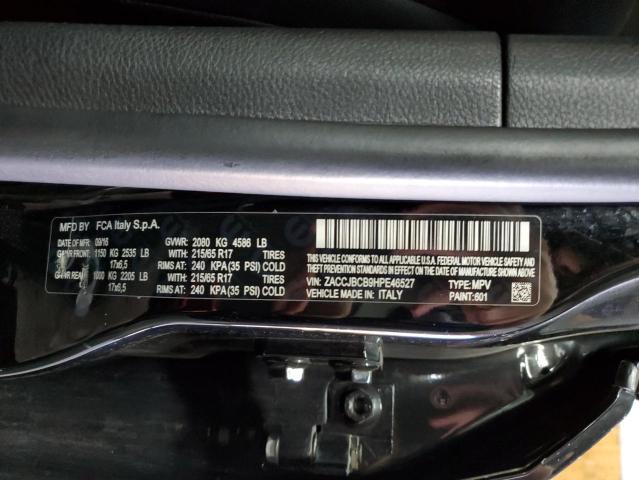 MFD BY FCA Italy S.p.A.
DATE OF MFR 09/16 GVWR: 2080 KG 4586 LB
GAWR FRONT: 1150 KG 2535 LB WITH: 215/65 R17 TIRES
17x6,5 RIMS AT: 240 KPA(35 PSI) COLD
GAWR REAR: 1000 KG 2205 LB WITH: 215/65 R17 TIRES
17x6,5 RIMS AT: 240 KPA(35 PSI) COLD
THIS VEHICLE CONFORMS TO ALL APPLICABLE U.S.A. FEDERAL MOTOR
VEHICLE SAFETY, BUMPER AND THEFT PREVENTION STANDARDS IN EFFECT
ON THE DATE OF MANUFACTURE SHOWN ABOVE.
VIN: ZACCJBCB9HPE46527 TYPE: MPV
VEHICLE MADE IN: ITALY PAINT: 601